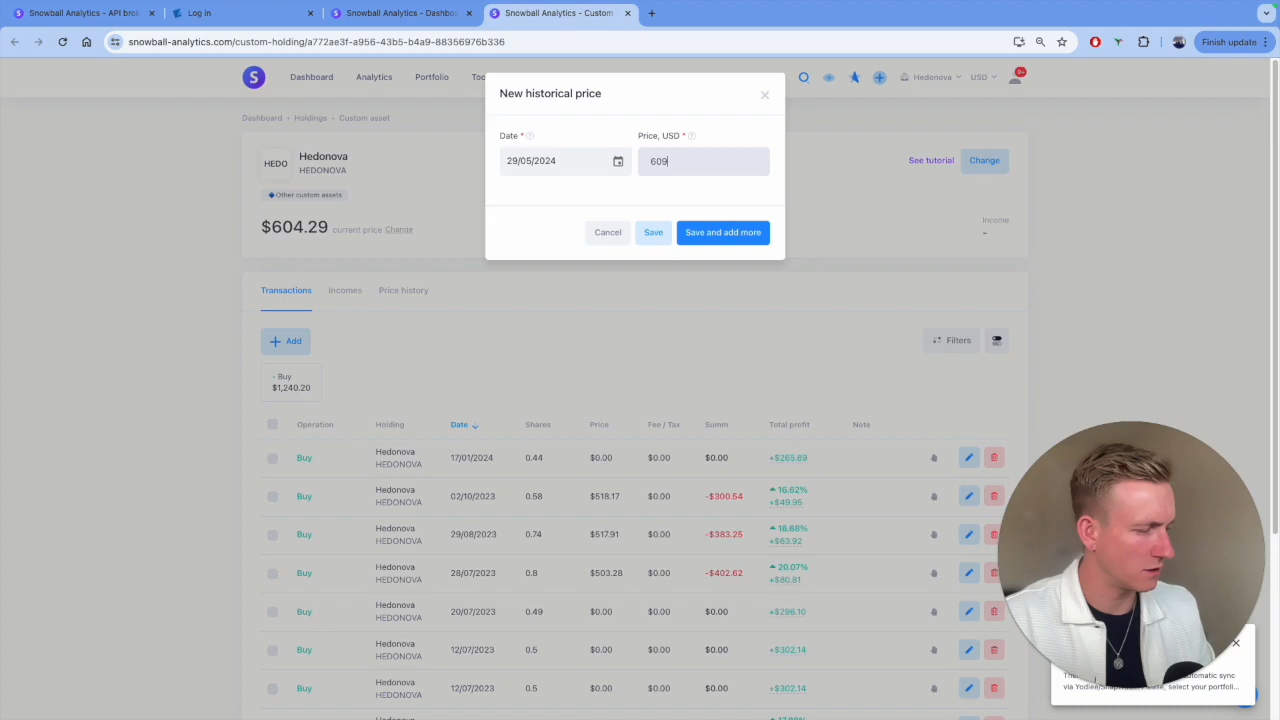 Snowball Analytics - API brok
Log in
Snowball Analytics - Dashbo
Snowball Analytics - Custom
snowball-analytics.com/custom-holding/a772ae3f-a956-43b5-b4a9-88356976b336
Finish update
S
Dashboard
Analytics
Portfolio
Too
Hedonova
USD
9+
Dashboard
Holdings
Custom asset
New historical price
Date *
Price, USD *
29/05/2024
609
Cancel
Save
Save and add more
HEDO
Hedonova
HEDONOVA
Other custom assets
$604.29 current price Change
See tutorial
Change
Income
-
Transactions
Incomes
Price history
Add
Filters
Buy
$1,240.20
Operation Holding Date Shares Price Fee / Tax Summ Total profit Note
Buy Hedonova HEDONOVA 17/01/2024 0.44 $0.00 $0.00 $0.00 +$265.89
Buy Hedonova HEDONOVA 02/10/2023 0.58 $518.17 $0.00 -$300.54 16.62% +$49.95
Buy Hedonova HEDONOVA 29/08/2023 0.74 $517.91 $0.00 -$383.25 16.68% +$63.92
Buy Hedonova HEDONOVA 28/07/2023 0.8 $503.28 $0.00 -$402.62 20.07% +$80.81
Buy Hedonova HEDONOVA 20/07/2023 0.49 $0.00 $0.00 $0.00 +$296.10
Buy Hedonova HEDONOVA 12/07/2023 0.5 $0.00 $0.00 $0.00 +$302.14
Buy Hedonova HEDONOVA 12/07/2023 0.5 $0.00 $0.00 $0.00 +$302.14
Hedonova
select your portfolio...